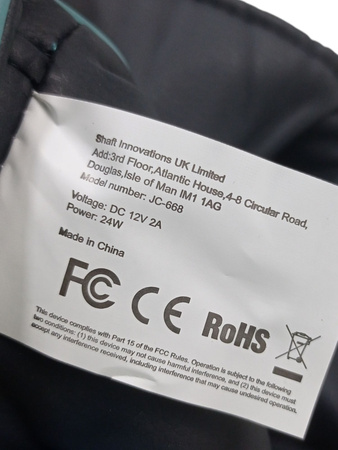 Shaft Innovations UK Limited
Add:3rd Floor,Atlantic House,4-8 Circular Road,
Douglas,Isle of Man IM1 1AG
Model number: JC-668
Voltage: DC 12V 2A
Power: 24W
Made in China
FC CE RoHS
This device complies with Part 15 of the FCC Rules. Operation is subject to the following
two conditions: (1) this device may not cause harmful interference, and (2) this device must
accept any interference received, including interference that may cause undesired operation.